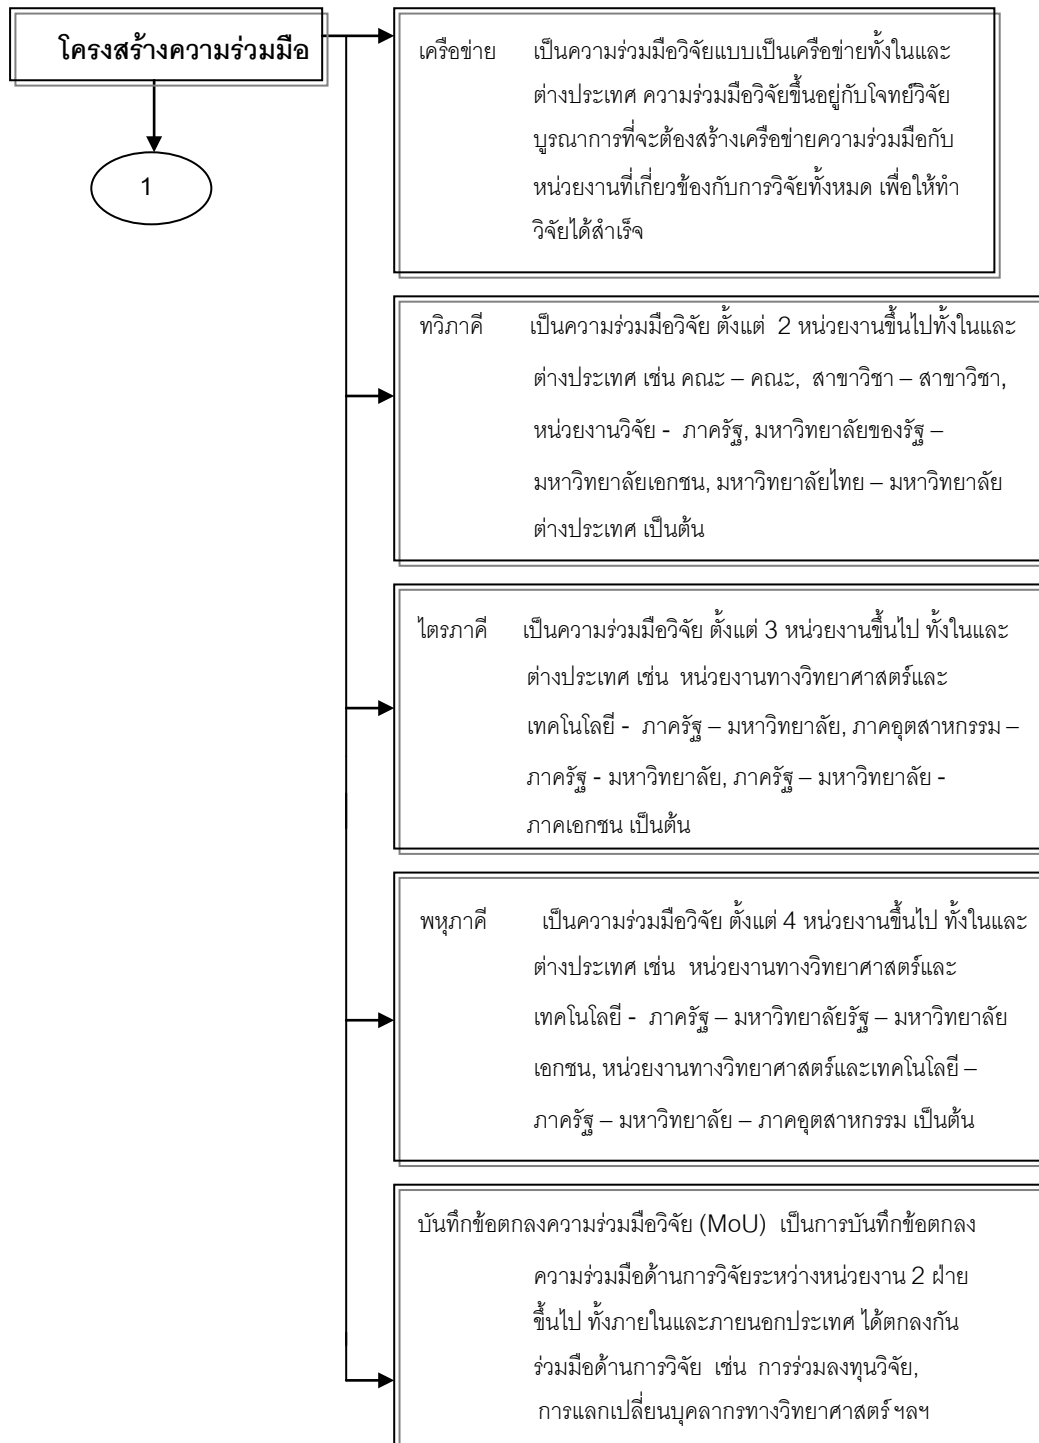 โครงสร้างความร่วมมือ
1
เครือข่าย เป็นความร่วมมือวิจัยแบบเป็นเครือข่ายทั้งในและ
ต่างประเทศ ความร่วมมือวิจัยขึ้นอยู่กับโจทย์วิจัย
บูรณาการที่จะต้องสร้างเครือข่ายความร่วมมือกับ
หน่วยงานที่เกี่ยวข้องกับการวิจัยทั้งหมด เพื่อให้ทำ
วิจัยได้สำเร็จ
ทวิภาคี เป็นความร่วมมือวิจัย ตั้งแต่ 2 หน่วยงานขึ้นไปทั้งในและ
ต่างประเทศ เช่น คณะ – คณะ, สาขาวิชา – สาขาวิชา,
หน่วยงานวิจัย - ภาครัฐ, มหาวิทยาลัยของรัฐ –
มหาวิทยาลัยเอกชน, มหาวิทยาลัยไทย – มหาวิทยาลัย
ต่างประเทศ เป็นต้น
ไตรภาคี เป็นความร่วมมือวิจัย ตั้งแต่ 3 หน่วยงานขึ้นไป ทั้งในและ
ต่างประเทศ เช่น หน่วยงานทางวิทยาศาสตร์และ
เทคโนโลยี - ภาครัฐ – มหาวิทยาลัย, ภาคอุตสาหกรรม –
ภาครัฐ - มหาวิทยาลัย, ภาครัฐ – มหาวิทยาลัย -
ภาคเอกชน เป็นต้น
พหุภาคี เป็นความร่วมมือวิจัย ตั้งแต่ 4 หน่วยงานขึ้นไป ทั้งในและ
ต่างประเทศ เช่น หน่วยงานทางวิทยาศาสตร์และ
เทคโนโลยี - ภาครัฐ – มหาวิทยาลัยรัฐ – มหาวิทยาลัย
เอกชน, หน่วยงานทางวิทยาศาสตร์และเทคโนโลยี –
ภาครัฐ – มหาวิทยาลัย – ภาคอุตสาหกรรม เป็นต้น
บันทึกข้อตกลงความร่วมมือวิจัย (MoU) เป็นการบันทึกข้อตกลง
ความร่วมมือด้านการวิจัยระหว่างหน่วยงาน 2 ฝ่าย
ขึ้นไป ทั้งภายในและภายนอกประเทศ ได้ตกลงกัน
ร่วมมือด้านการวิจัย เช่น การร่วมลงทุนวิจัย,
การแลกเปลี่ยนบุคลากรทางวิทยาศาสตร์ ฯลฯ